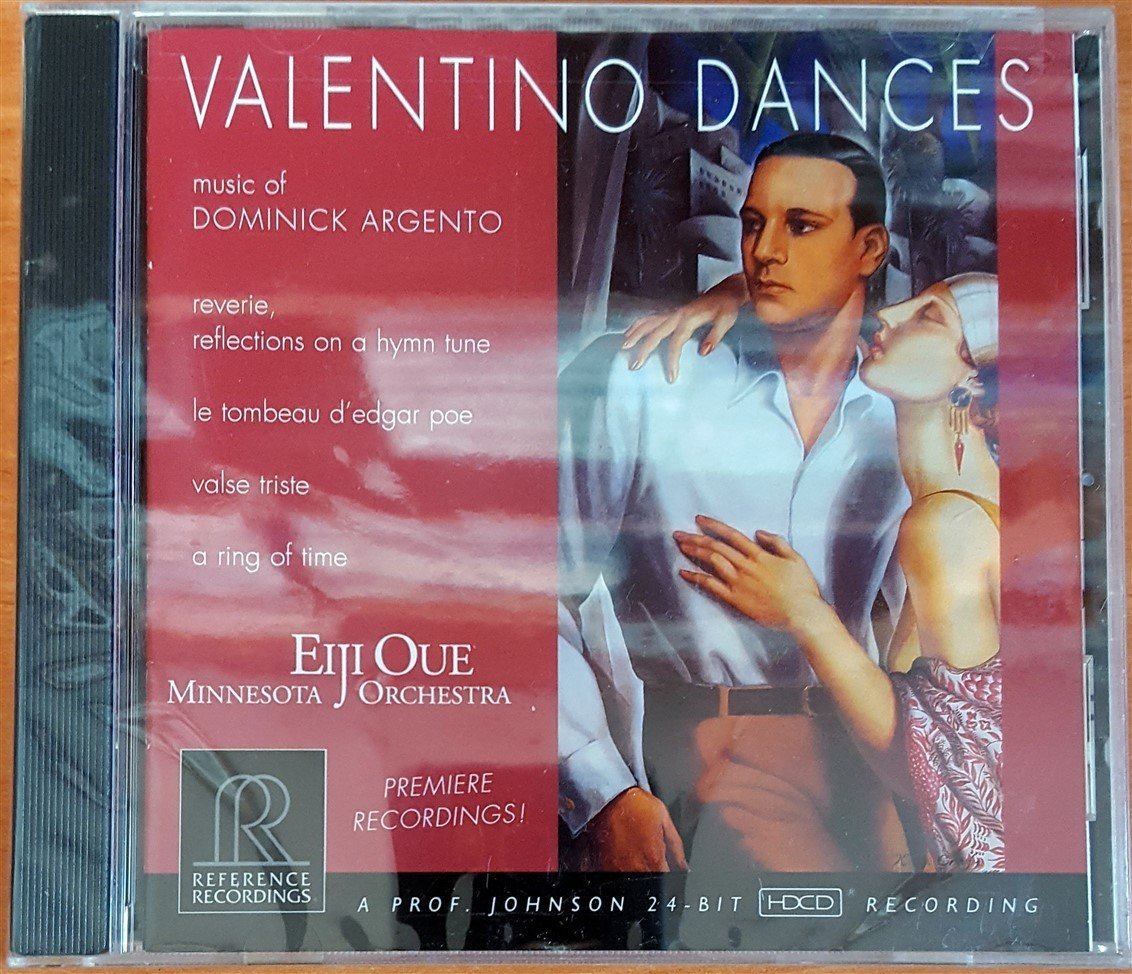 VALENTINO DANCES
music of
DOMINICK ARGENTO
reverie,
reflections on a hymn tune
le tombeau d'edgar poe
valse triste
a ring of time
EIJI OUE
MINNESOTA ORCHESTRA
PREMIERE
RECORDINGS!
RR
REFERENCE
RECORDINGS
A PROF. JOHNSON 24-BIT HDCD RECORDING